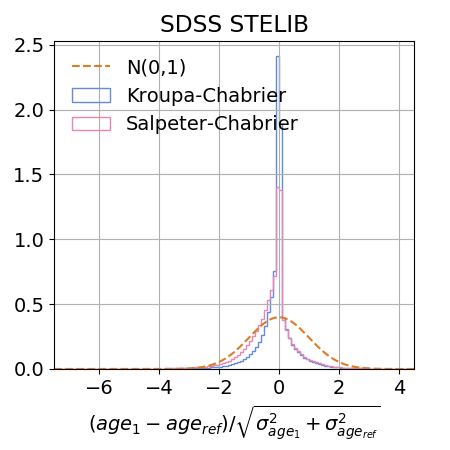 SDSS STELIB
2.5
2.0
1.5
1.0
0.5
0.0
N(0,1)
Kroupa-Chabrier
Salpeter-Chabrier
−6 −4 −2 0 2 4
(age₁ − age_ref)/√(σ²_age₁ + σ²_age_ref)